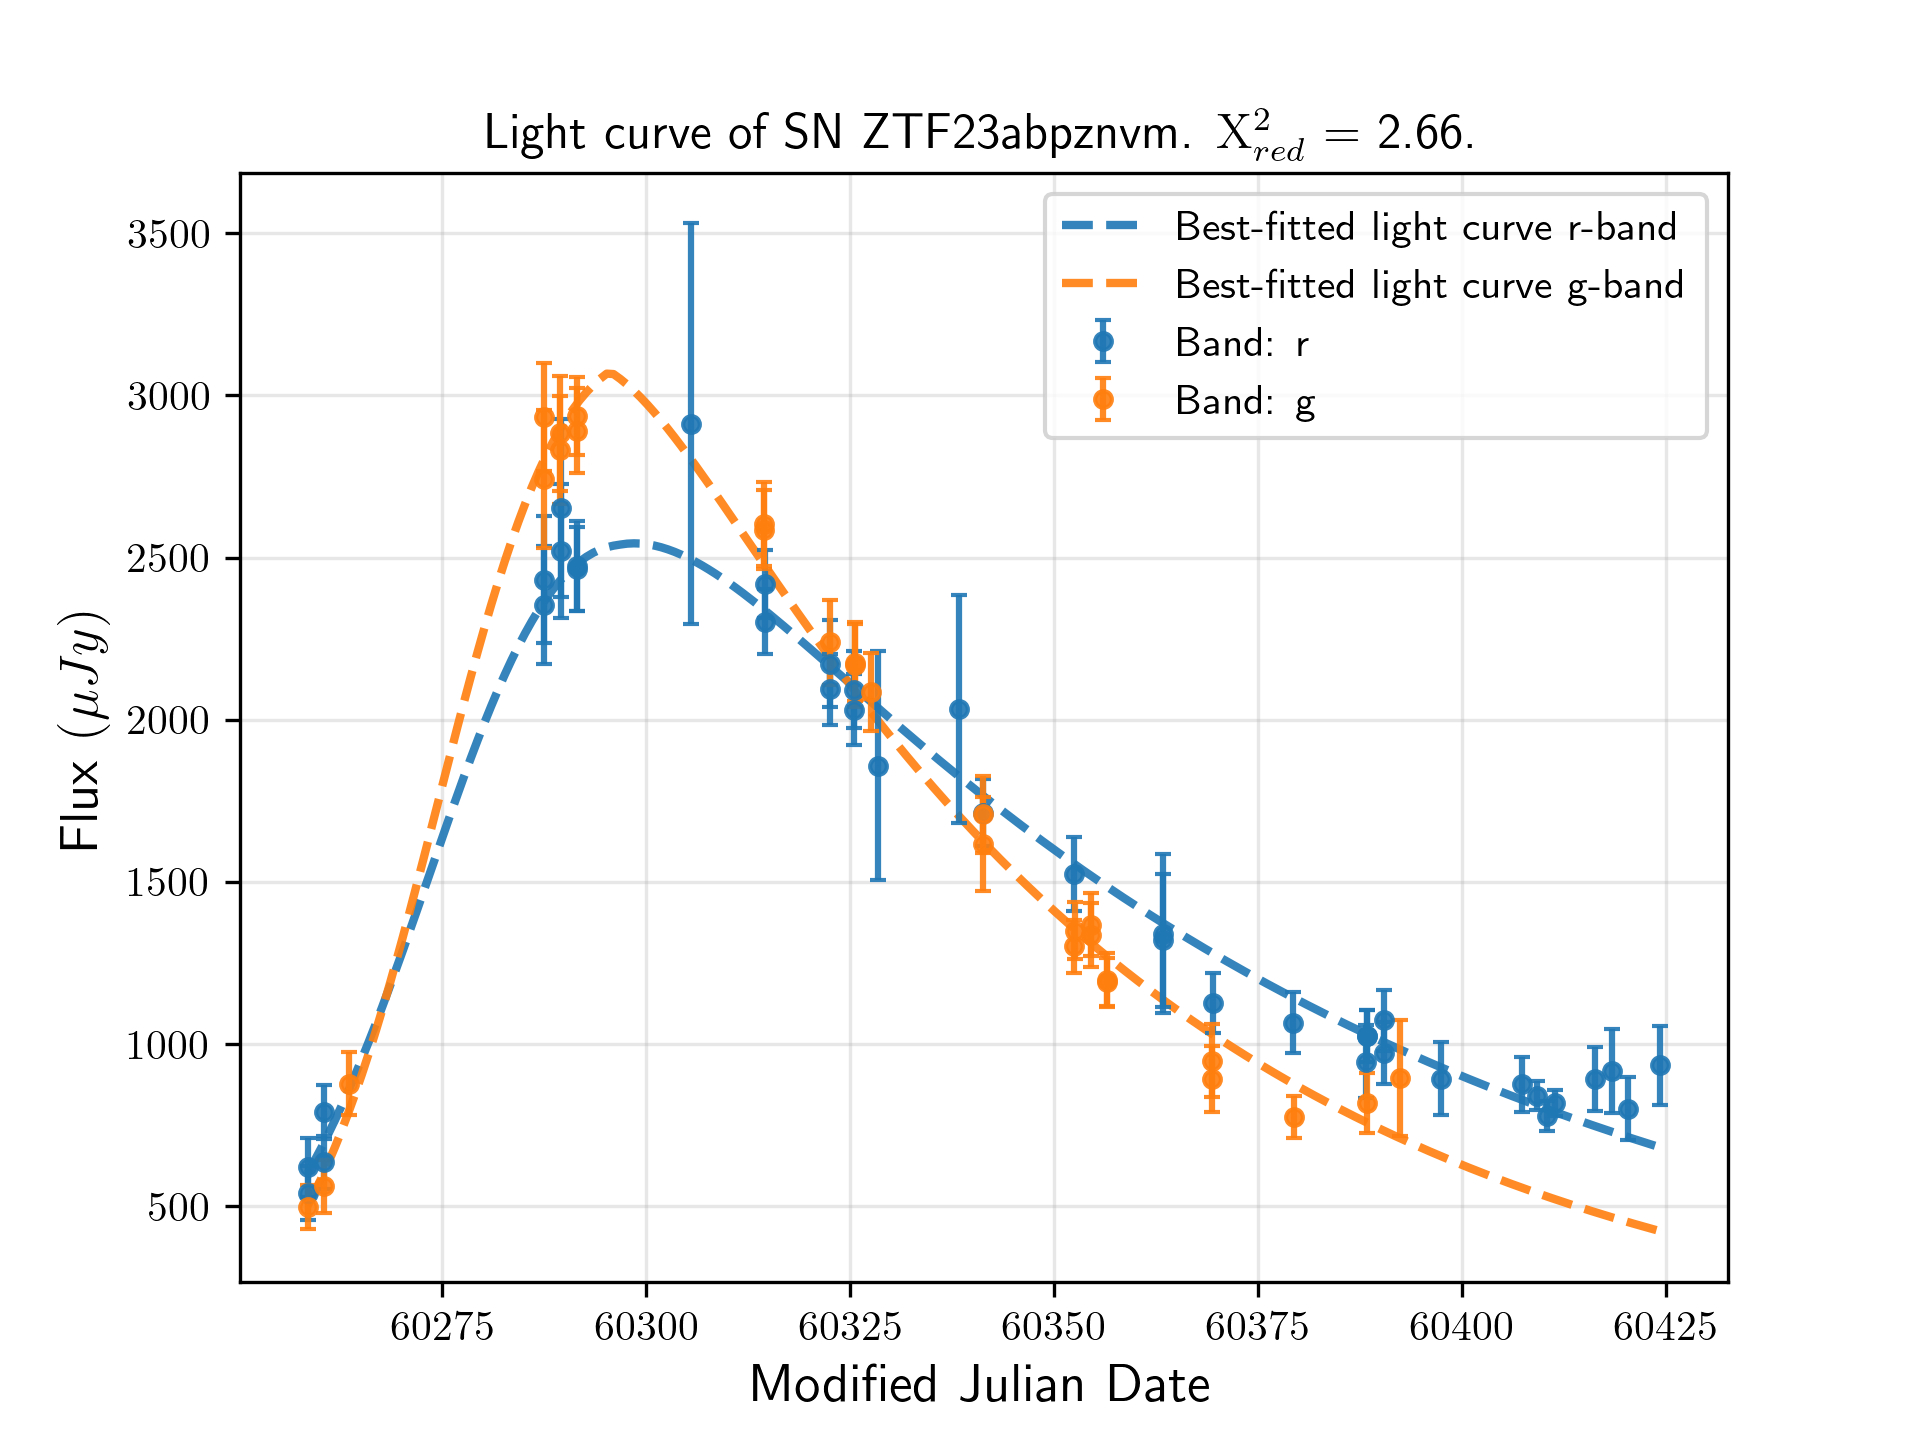 Light curve of SN ZTF23abpznvm. X²_red = 2.66.
Best-fitted light curve r-band
Best-fitted light curve g-band
Band: r
Band: g
Flux (μJy)
3500
3000
2500
2000
1500
1000
500
60275 60300 60325 60350 60375 60400 60425
Modified Julian Date